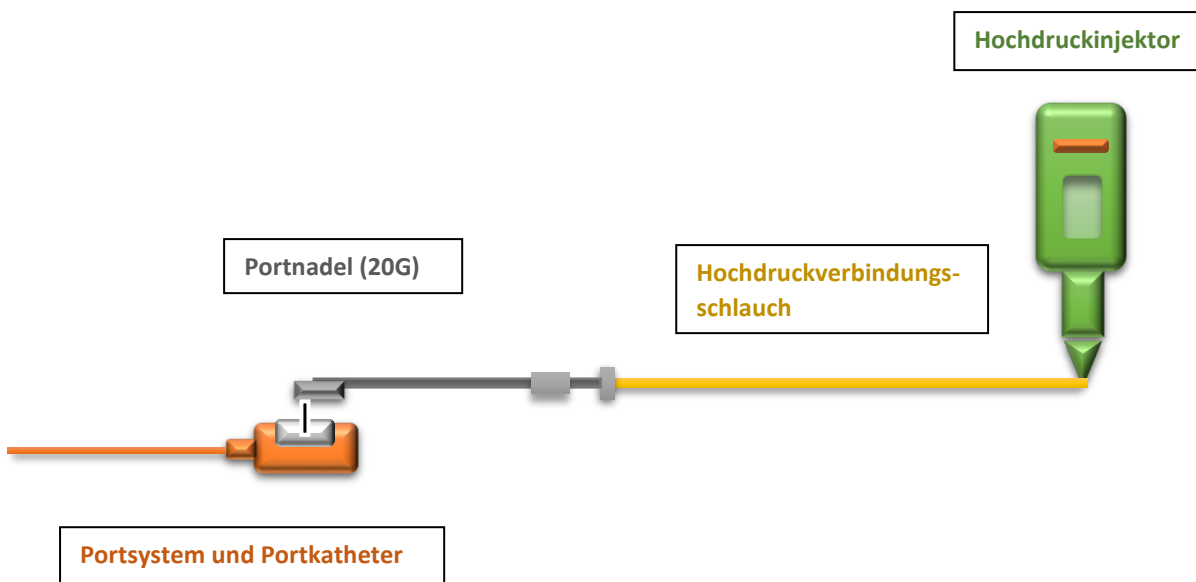 Hochdruckinjektor
Portnadel (20G)
Hochdruckverbindungs-
schlauch
Portsystem und Portkatheter